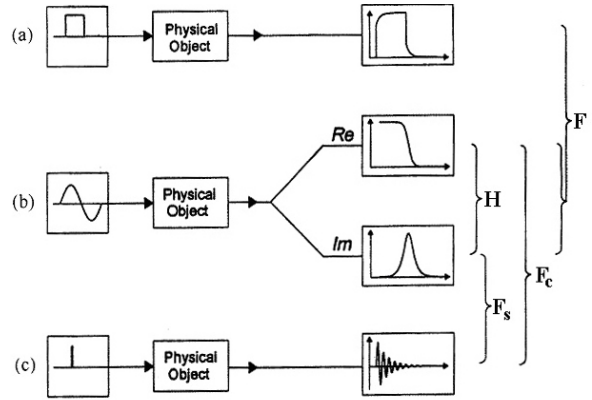 (a)
Physical
Object
F
(b)
Physical
Object
Re
Im
H
Fc
Fs
(c)
Physical
Object